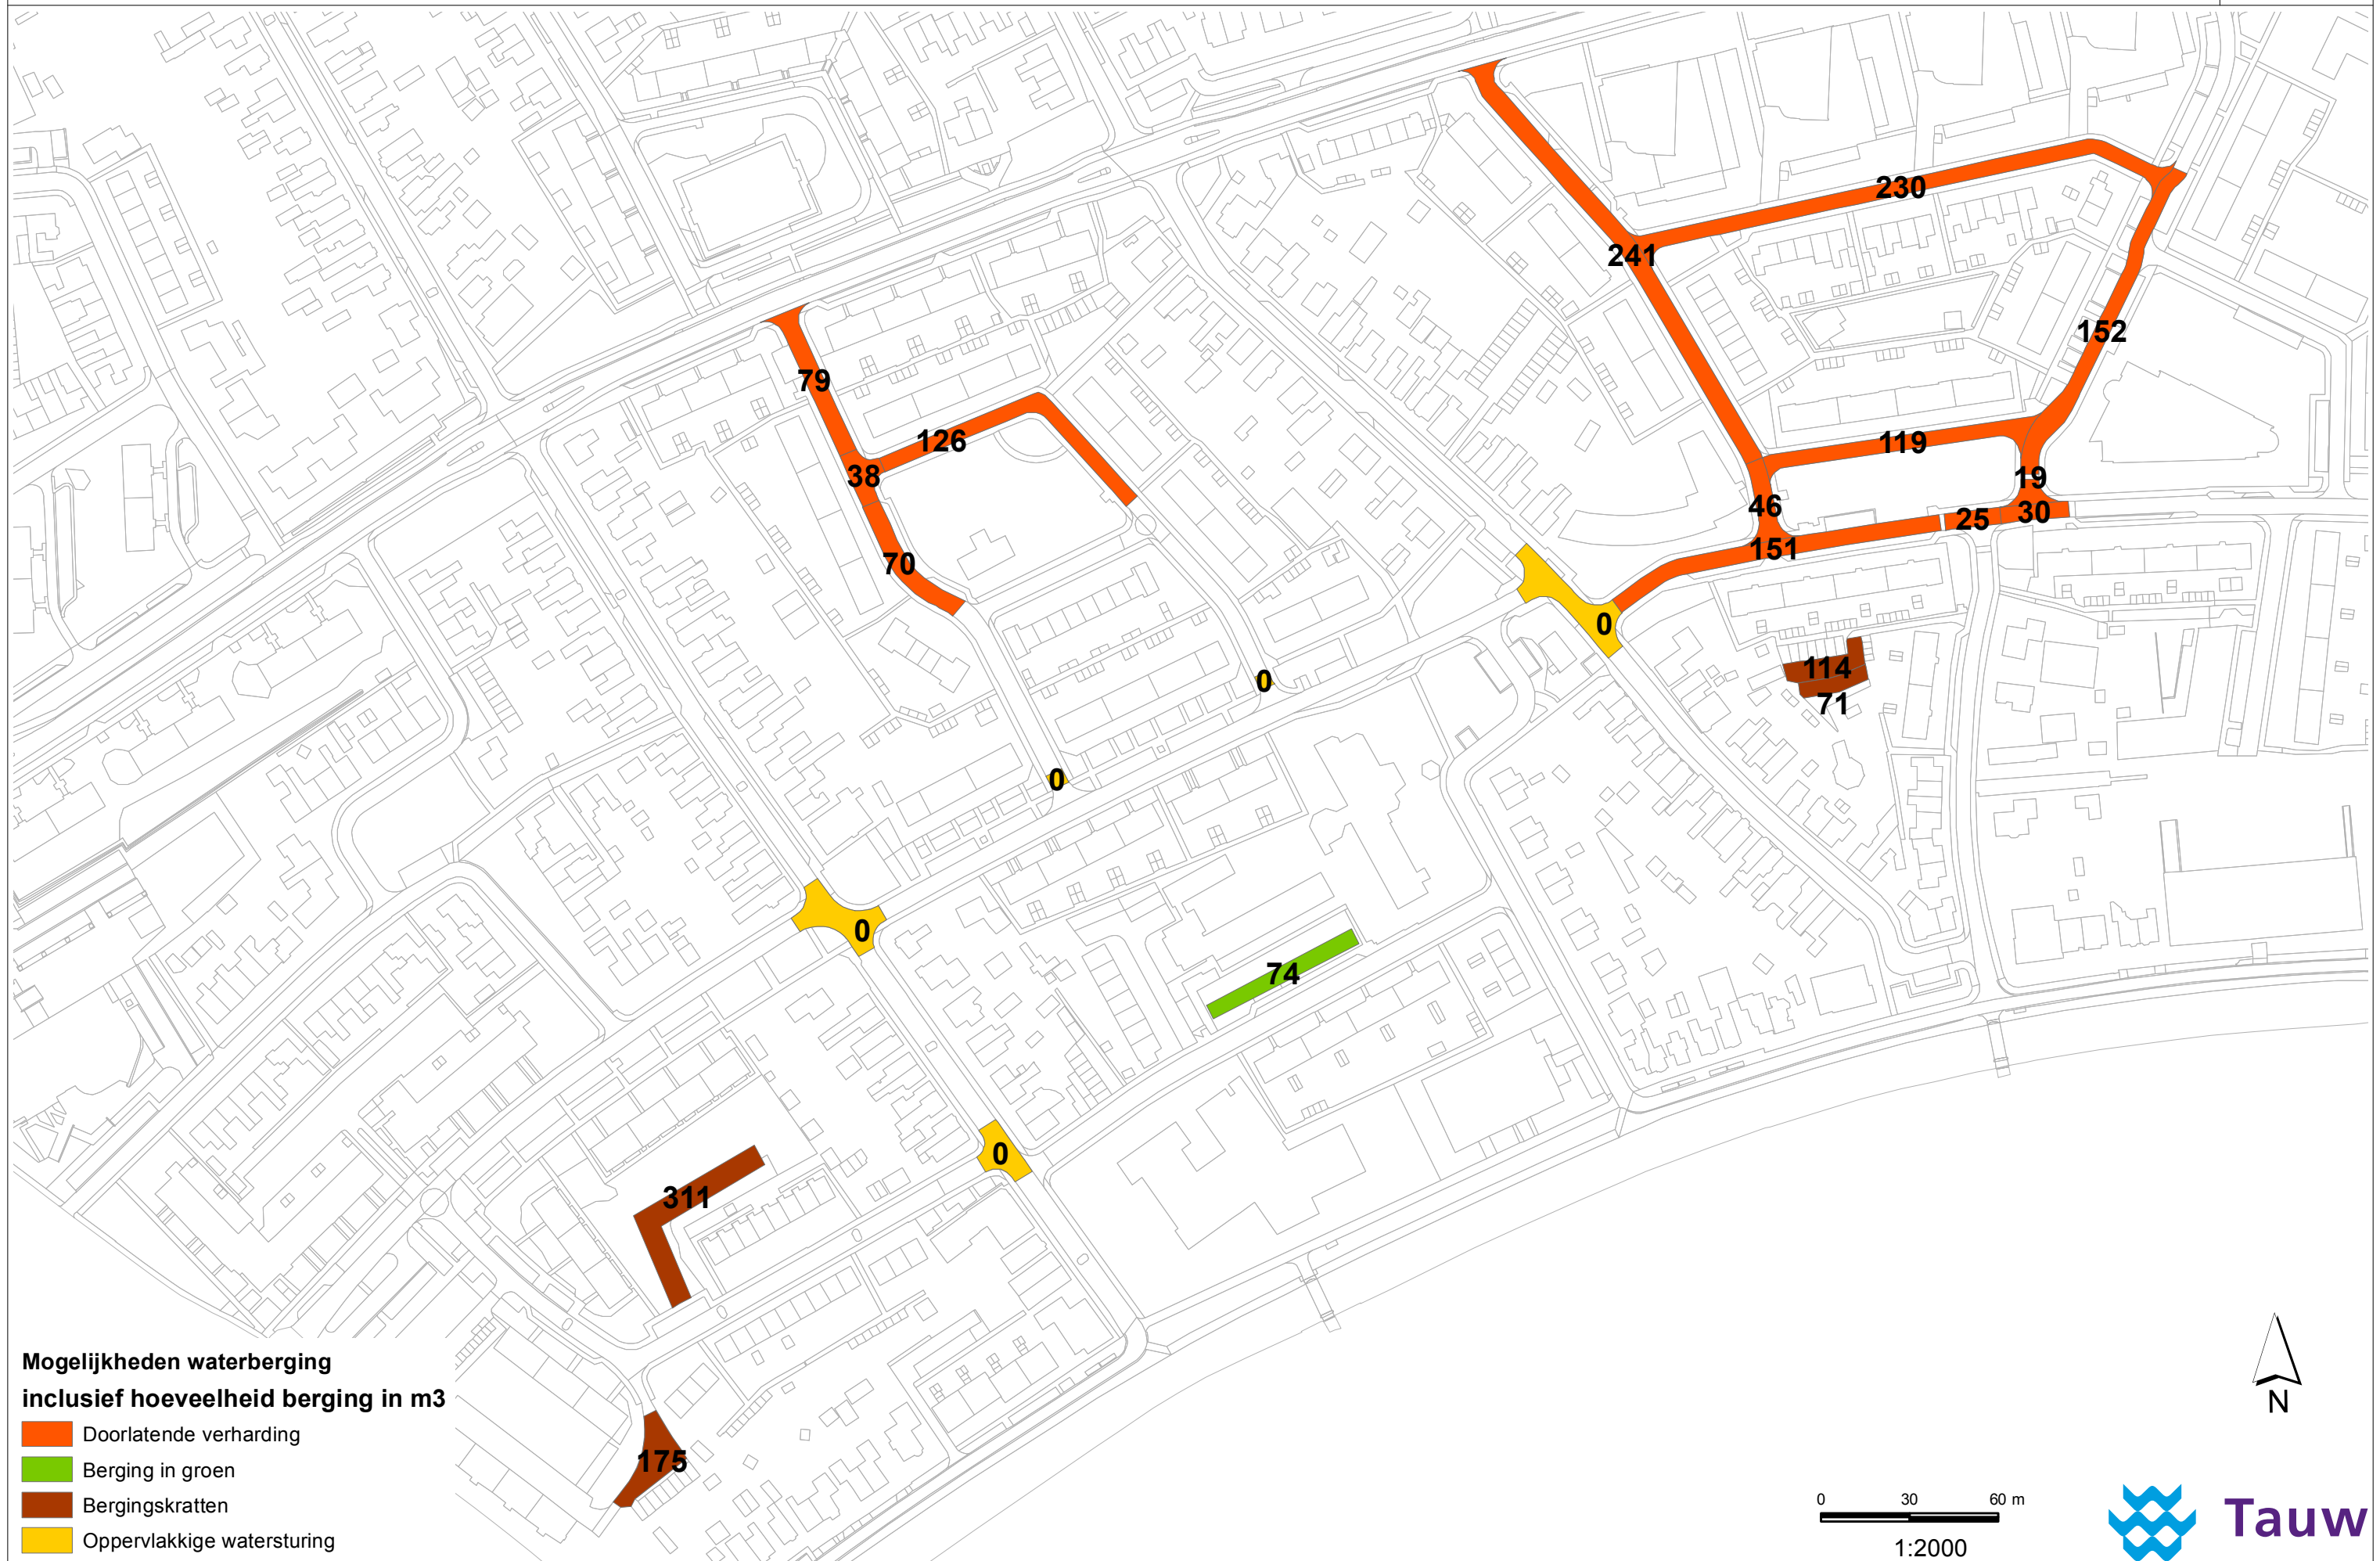 230
241
152
79
126
119
38
19
46
30
25
151
70
0
114
0
71
0
0
74
0
311
175
Mogelijkheden waterberging
inclusief hoeveelheid berging in m3
Doorlatende verharding
Berging in groen
Bergingskratten
Oppervlakkige watersturing
N
0 30 60 m
1:2000
Tauw